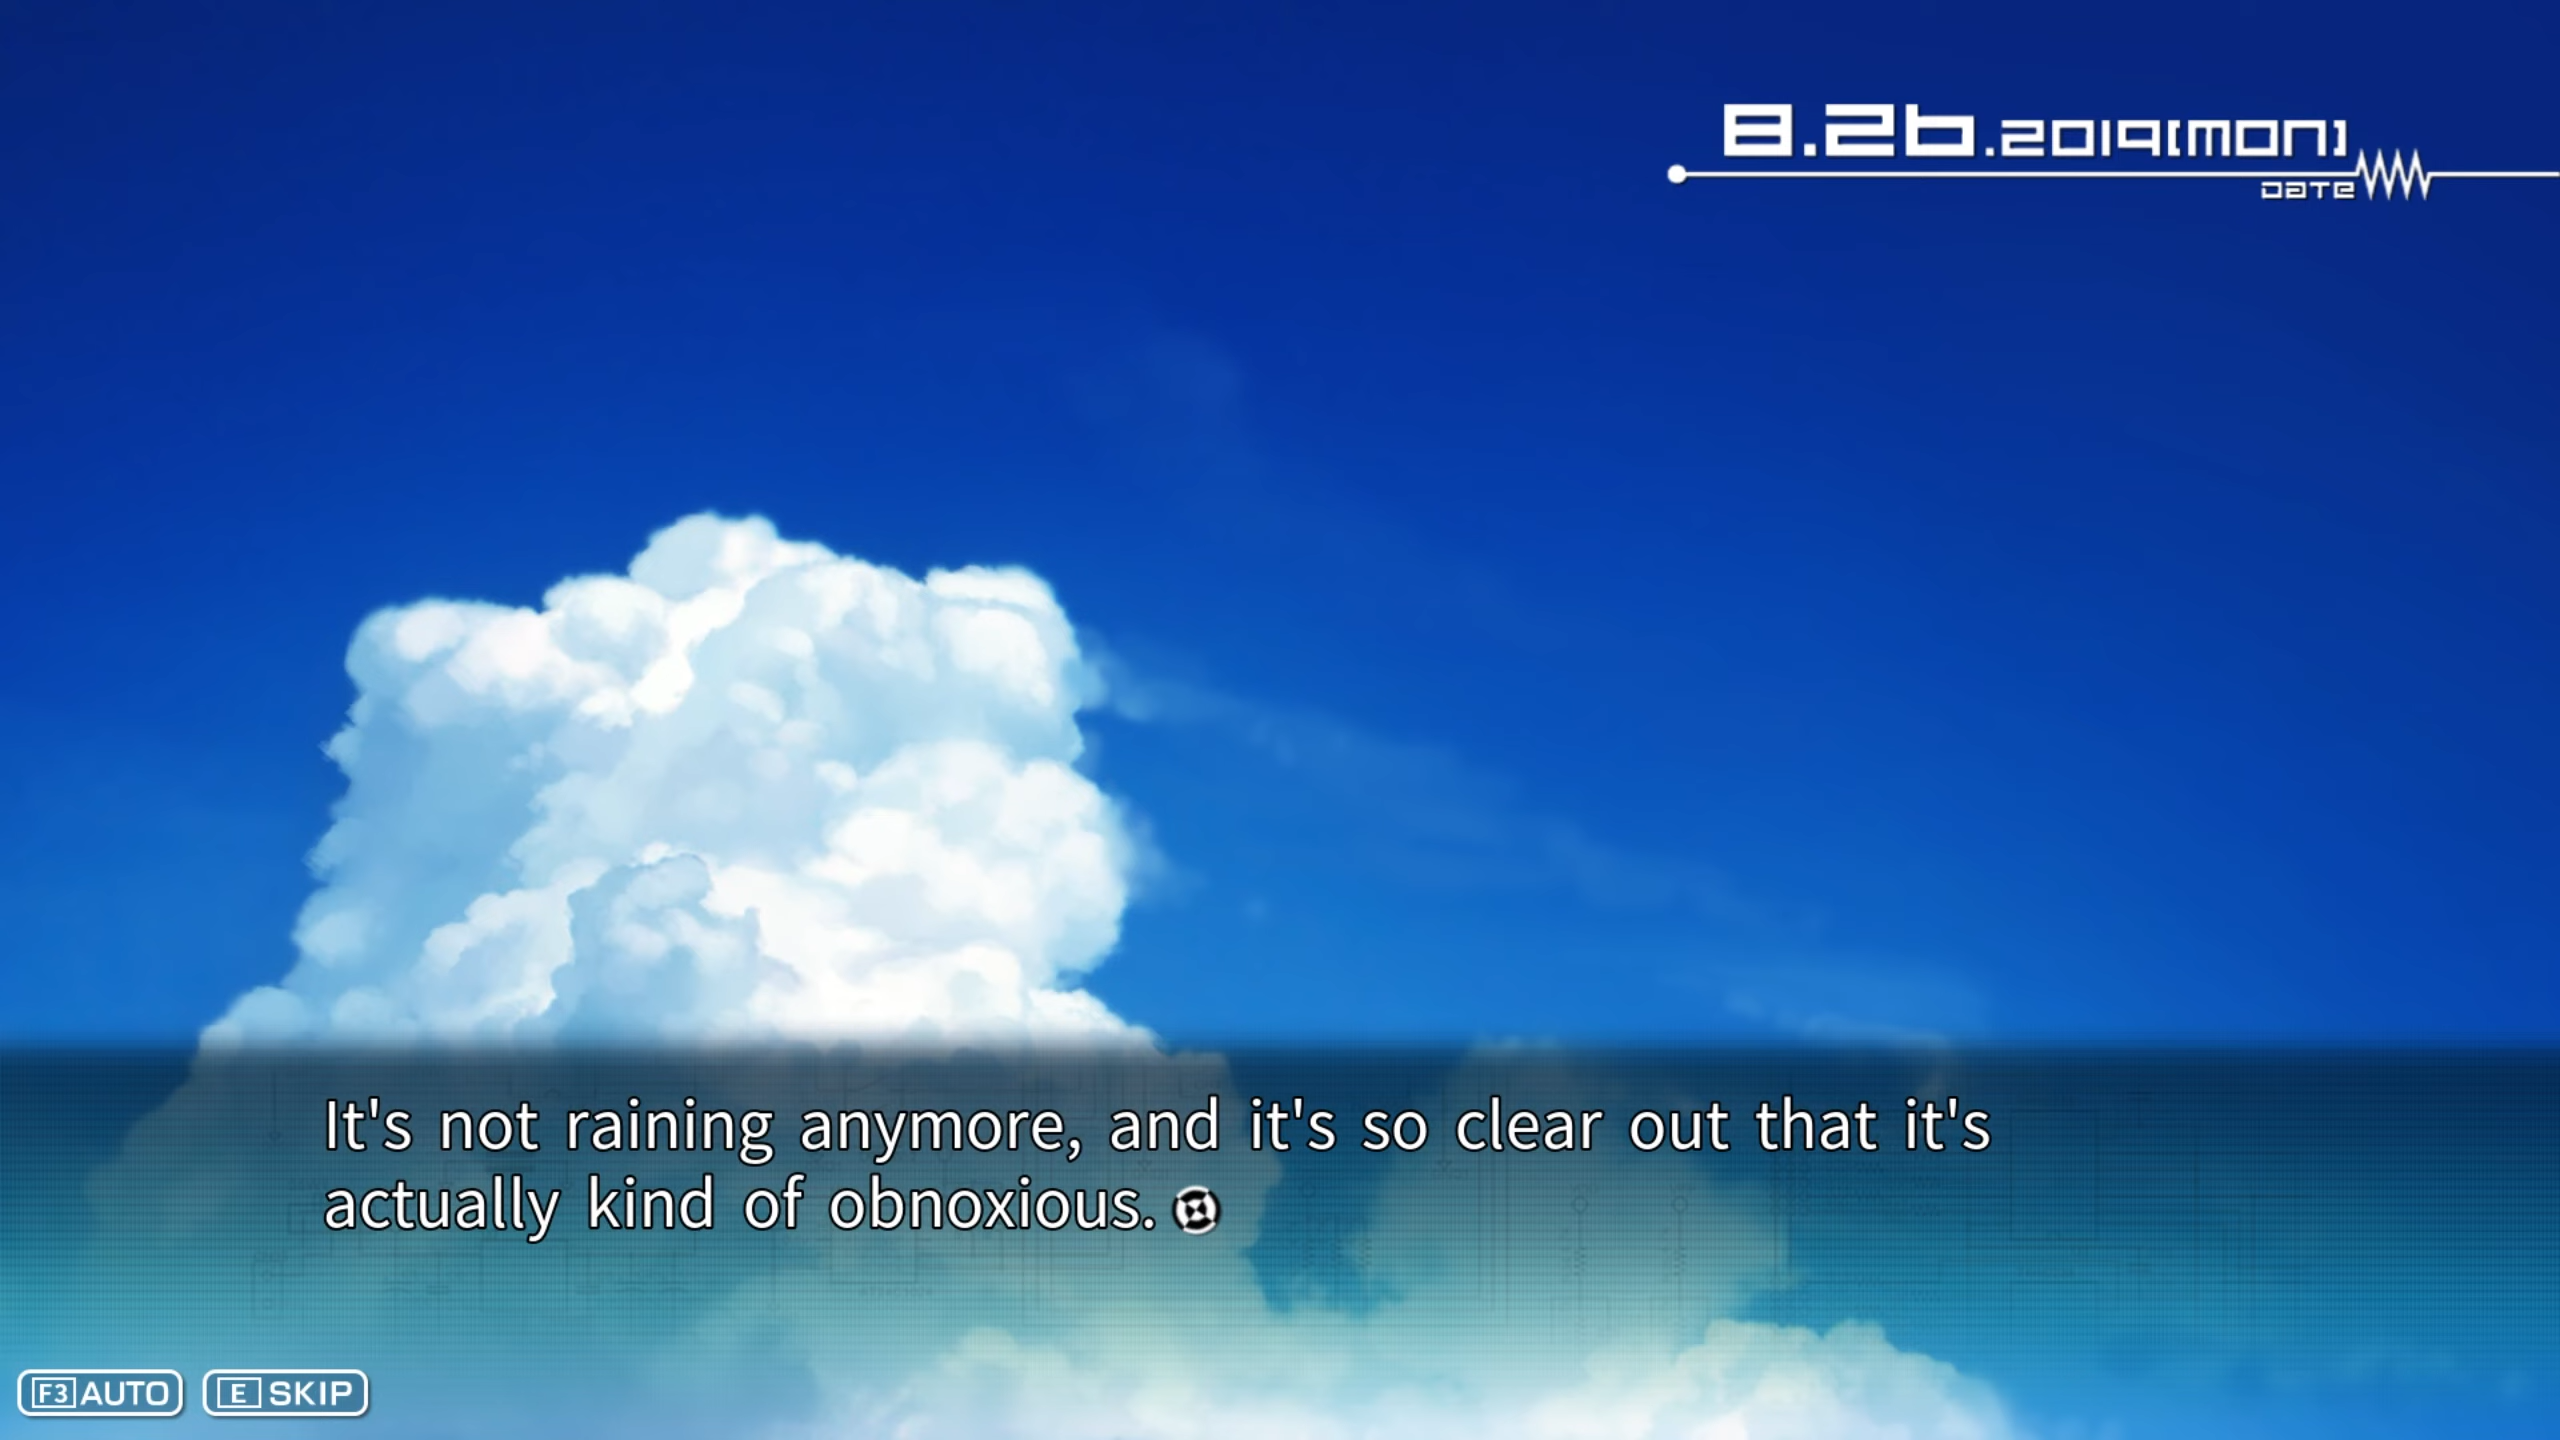 8.26.2019[MON]
DATE
It's not raining anymore, and it's so clear out that it's
actually kind of obnoxious.
F3 AUTO E SKIP